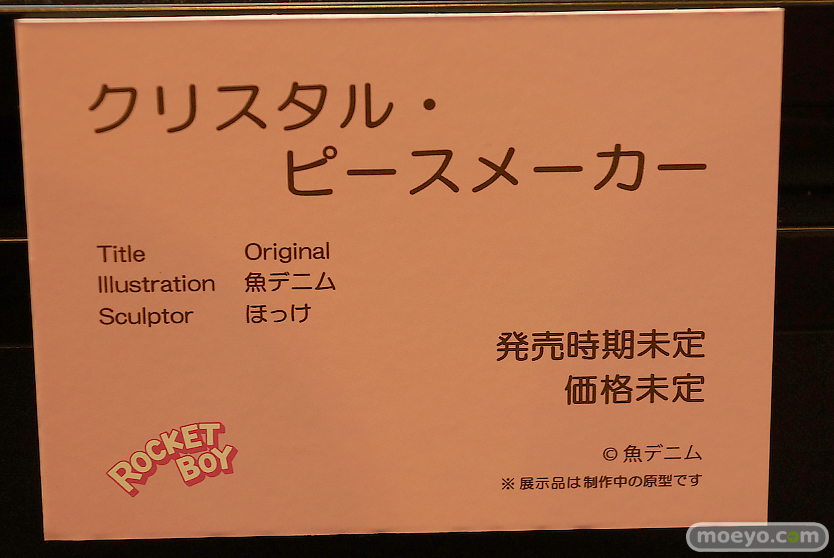 クリスタル・
ピースメーカー
Title Original
Illustration 魚デニム
Sculptor ほっけ
発売時期未定
価格未定
ROCKET
BOY
© 魚デニム
※ 展示品は制作中の原型です
moeyo.com